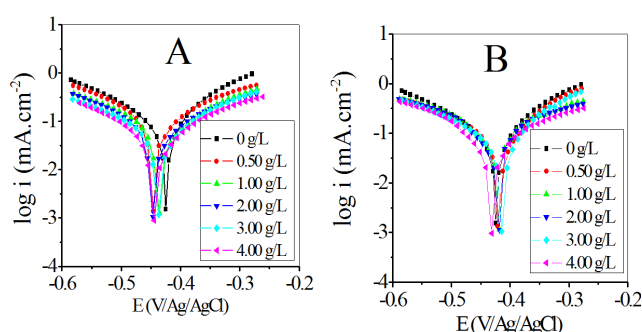 A
log i (mA.cm-2)
1
0
-1
-2
-3
-4
0 g/L
0.50 g/L
1.00 g/L
2.00 g/L
3.00 g/L
4.00 g/L
-0.6 -0.5 -0.4 -0.3 -0.2
E (V/Ag/AgCl)
B
log i (mA.cm-2)
1
0
-1
-2
-3
-4
0 g/L
0.50 g/L
1.00 g/L
2.00 g/L
3.00 g/L
4.00 g/L
-0.6 -0.5 -0.4 -0.3 -0.2
E (V/Ag/AgCl)